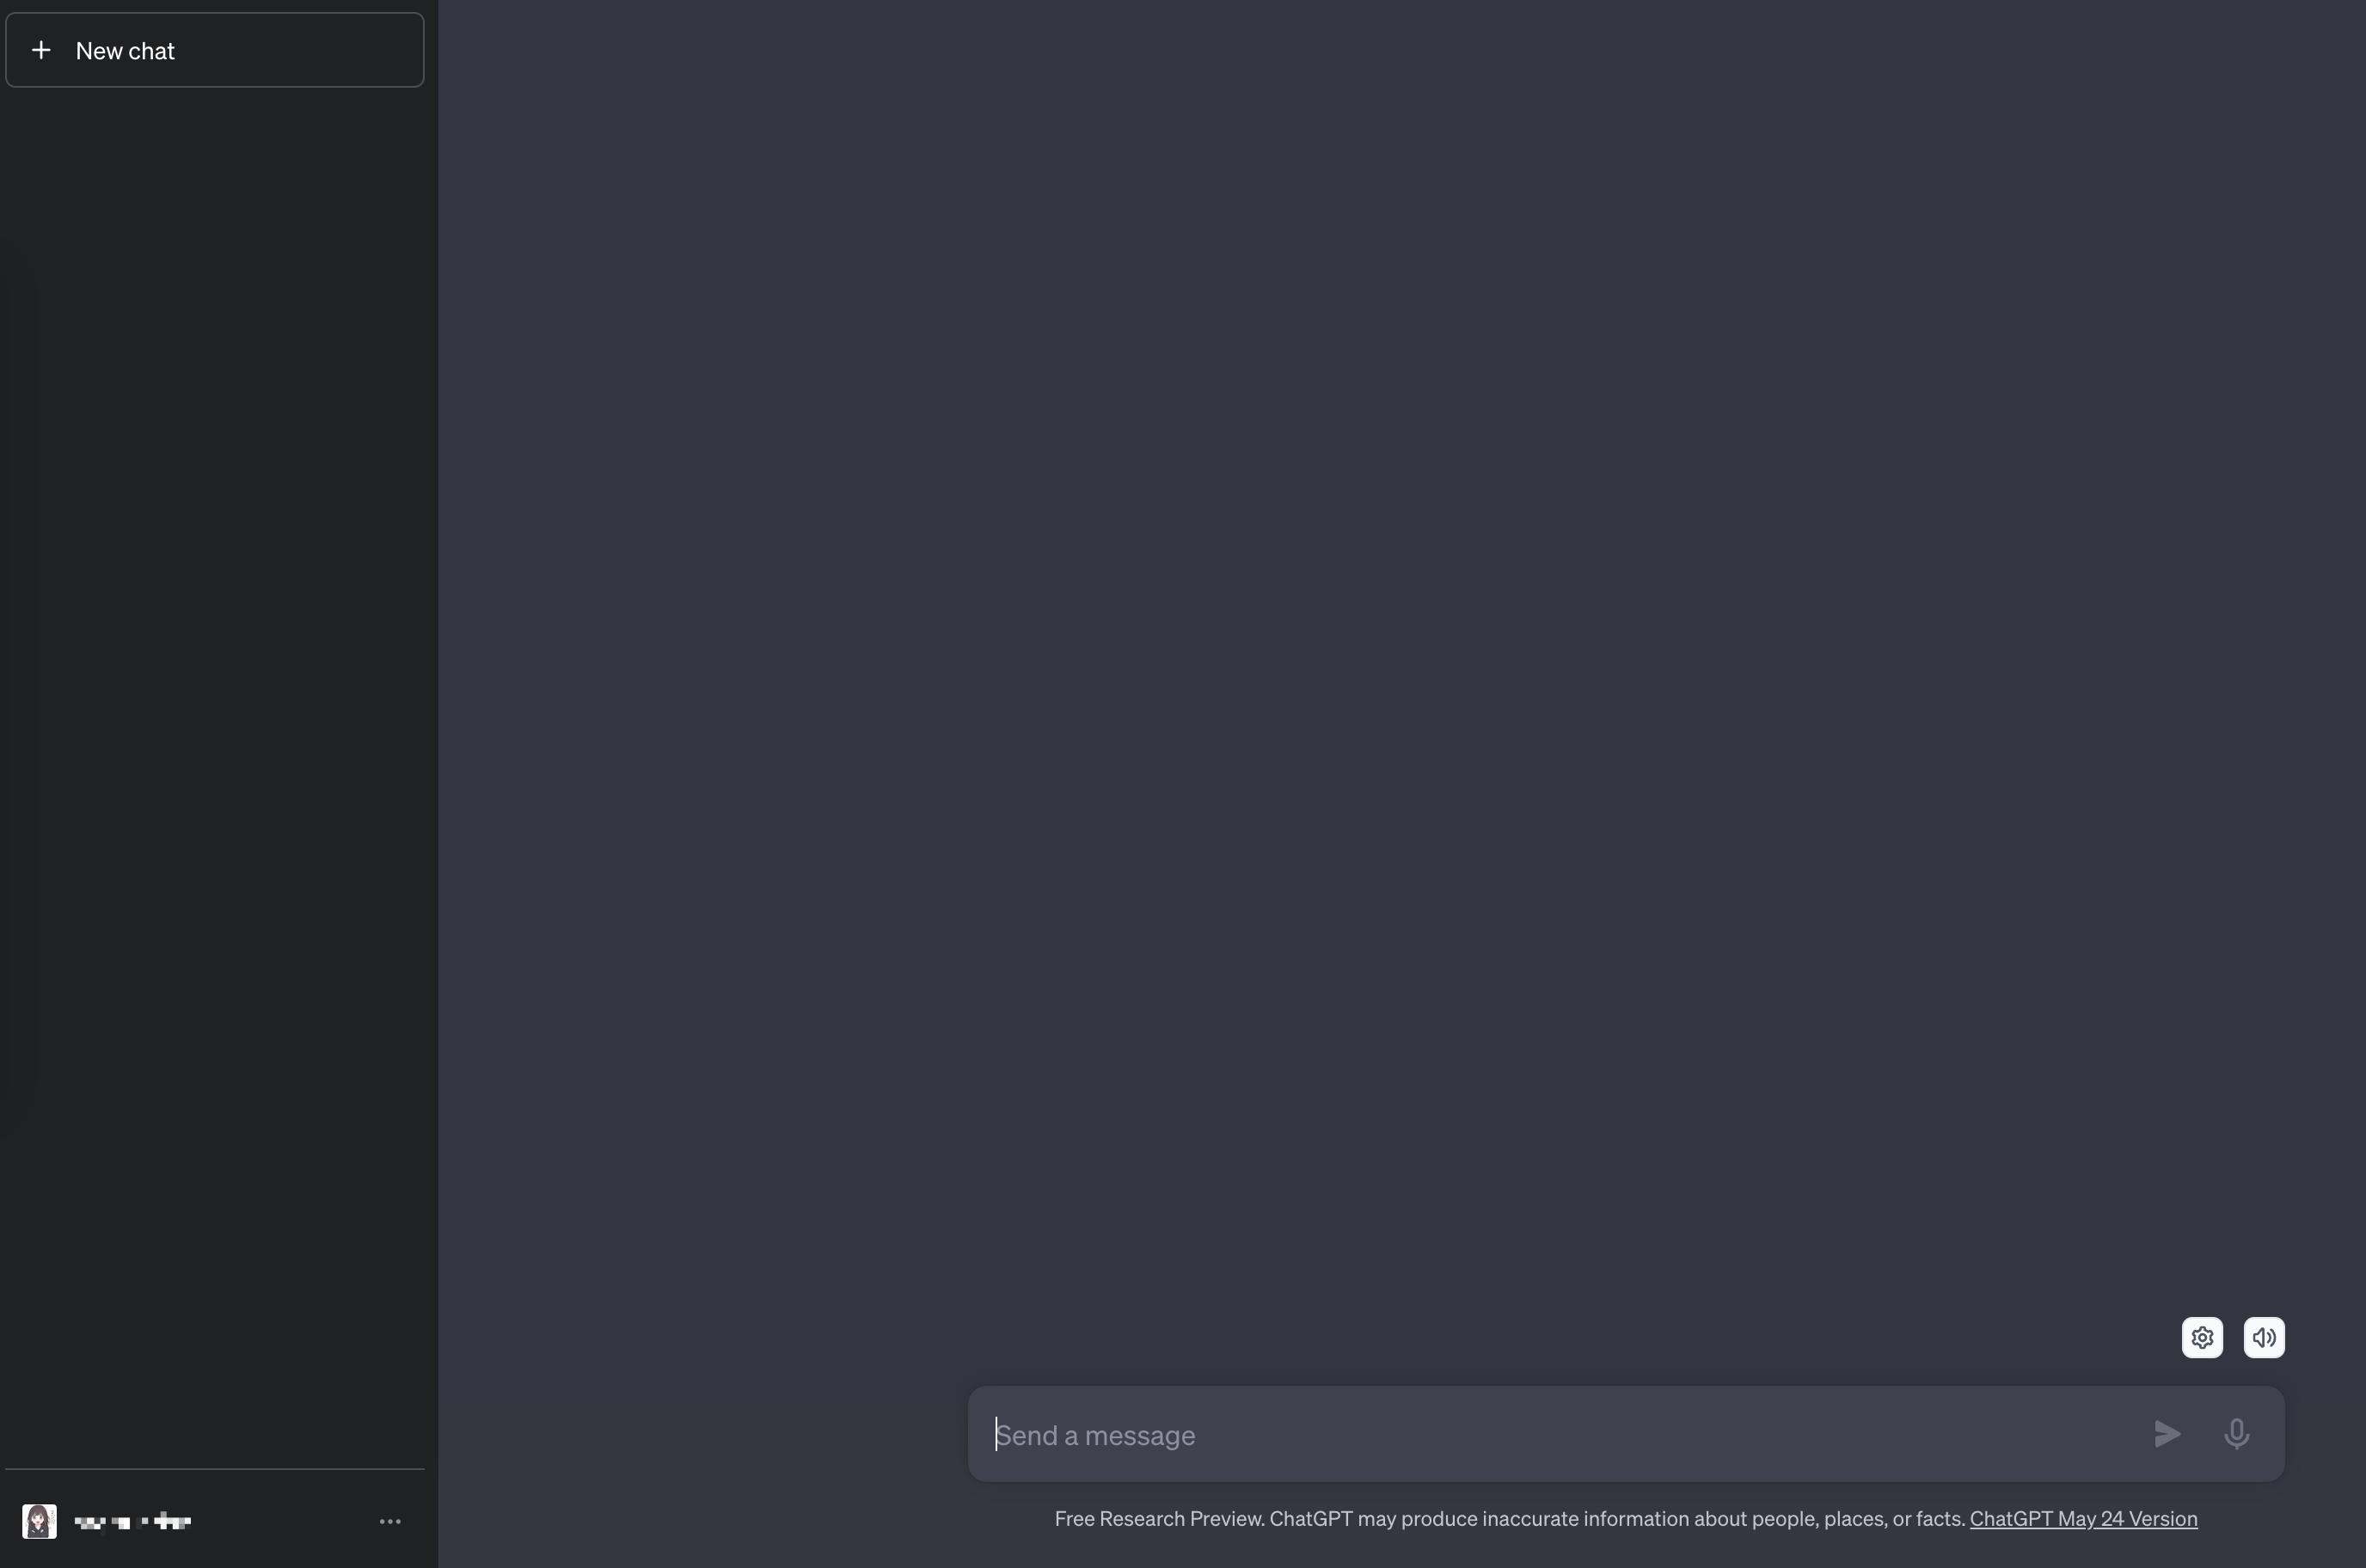 New chat
Send a message
Free Research Preview. ChatGPT may produce inaccurate information about people, places, or facts. ChatGPT May 24 Version